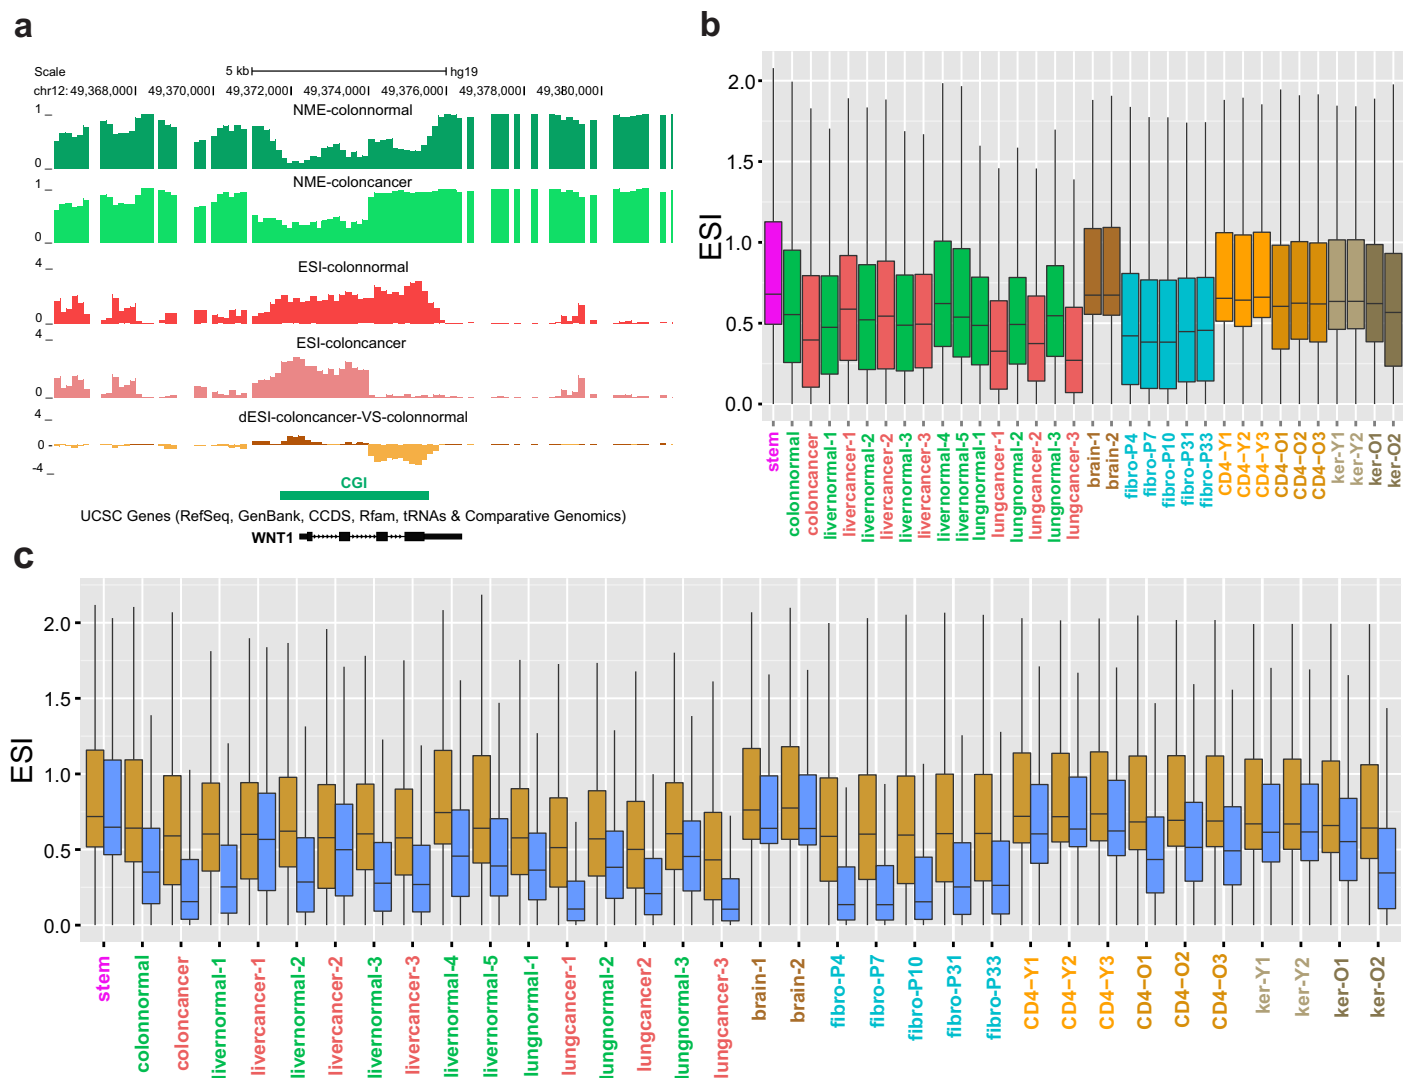 a
Scale 5 kb hg19
chr12: 49,368,000 49,370,000 49,372,000 49,374,000 49,376,000 49,378,000 49,380,000
NME-colonnormal
1
0
NME-coloncancer
1
0
ESI-colonnormal
4
0
ESI-coloncancer
4
0
dESI-coloncancer-VS-colonnormal
4
0
-4
CGI
UCSC Genes (RefSeq, GenBank, CCDS, Rfam, tRNAs & Comparative Genomics)
WNT1
b
ESI
2.0
1.5
1.0
0.5
0.0
stem
colonnormal
coloncancer
livernormal-1
livercancer-1
livernormal-2
livercancer-2
livernormal-3
livercancer-3
livernormal-4
livernormal-5
lungnormal-1
lungcancer-1
lungnormal-2
lungcancer-2
lungnormal-3
lungcancer-3
brain-1
brain-2
fibro-P4
fibro-P7
fibro-P10
fibro-P31
fibro-P33
CD4-Y1
CD4-Y2
CD4-Y3
CD4-O1
CD4-O2
CD4-O3
ker-Y1
ker-Y2
ker-O1
ker-O2
c
ESI
2.0
1.5
1.0
0.5
0.0
stem
colonnormal
coloncancer
livernormal-1
livercancer-1
livernormal-2
livercancer-2
livernormal-3
livercancer-3
livernormal-4
livernormal-5
lungnormal-1
lungcancer-1
lungnormal-2
lungcancer2
lungnormal-3
lungcancer-3
brain-1
brain-2
fibro-P4
fibro-P7
fibro-P10
fibro-P31
fibro-P33
CD4-Y1
CD4-Y2
CD4-Y3
CD4-O1
CD4-O2
CD4-O3
ker-Y1
ker-Y2
ker-O1
ker-O2